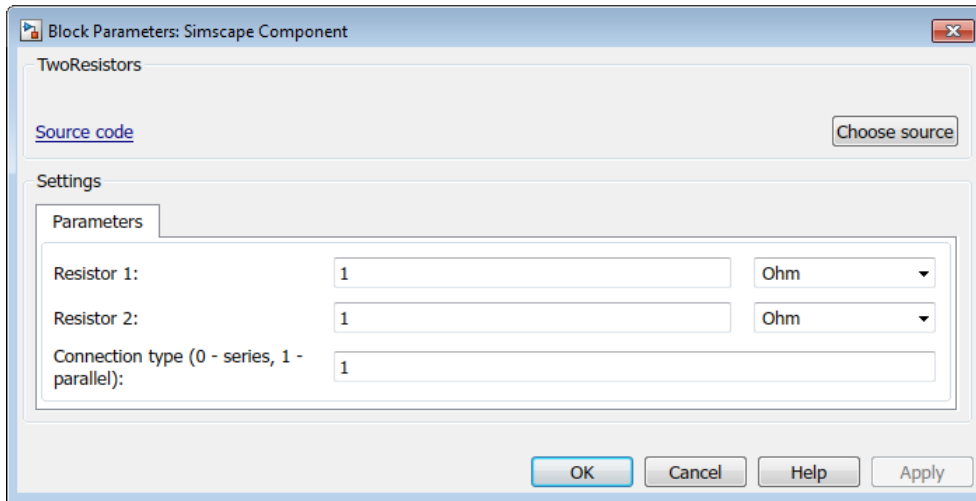 Block Parameters: Simscape Component
TwoResistors
Source code
Choose source
Settings
Parameters
Resistor 1:
1
Ohm
Resistor 2:
1
Ohm
Connection type (0 - series, 1 -
parallel):
1
OK
Cancel
Help
Apply